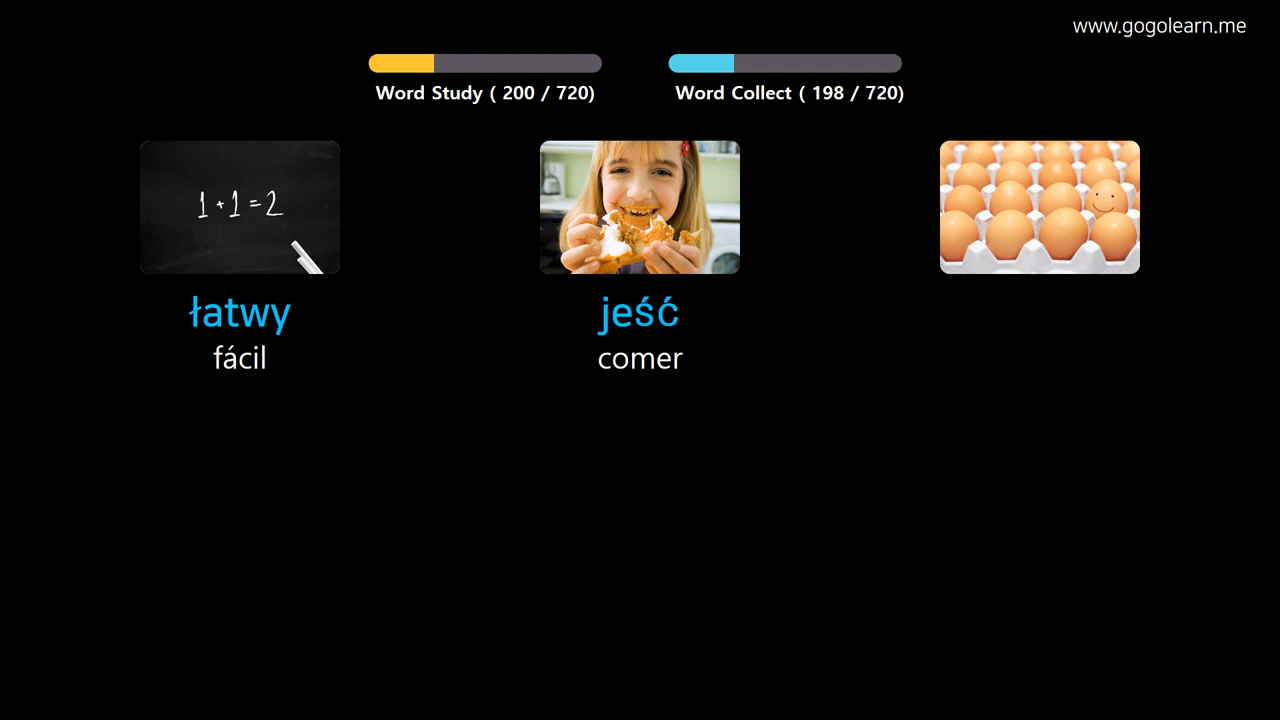 www.gogolearn.me
Word Study ( 200 / 720)
Word Collect ( 198 / 720)
1 + 1 = 2
łatwy
fácil
jeść
comer